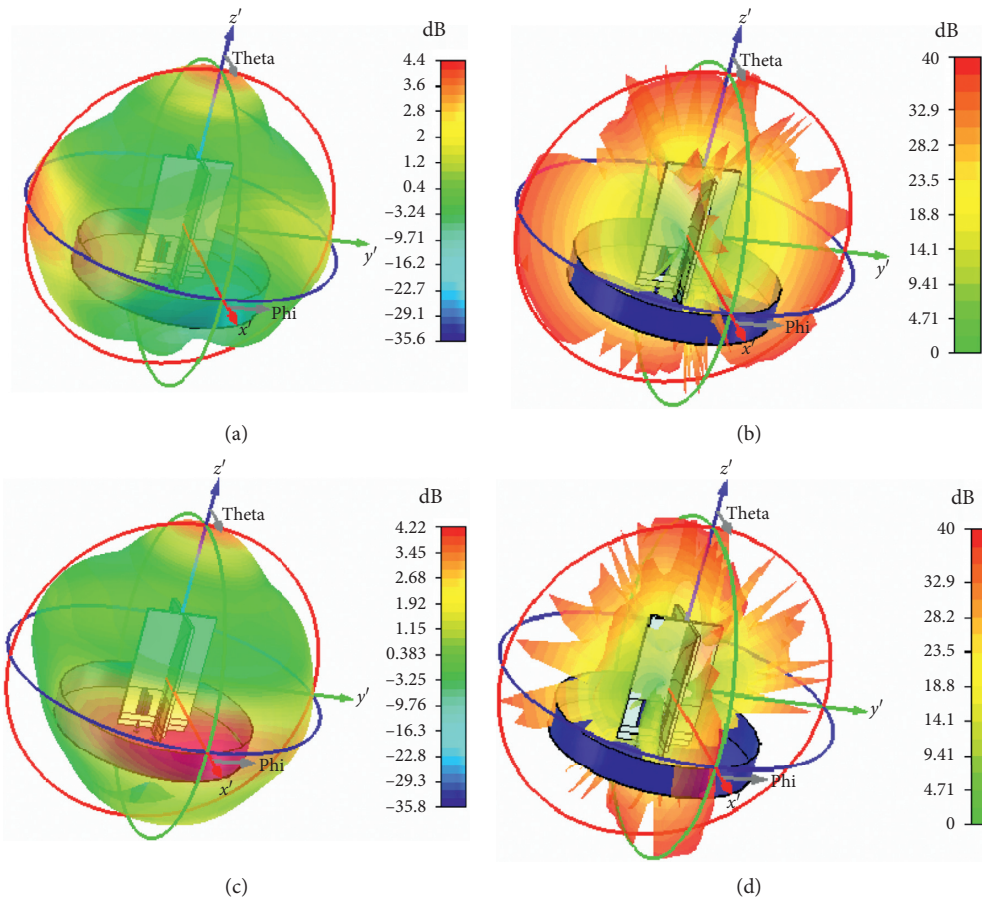 z′
Theta
y′
x′
Phi
dB
4.4
3.6
2.8
2
1.2
0.4
−3.24
−9.71
−16.2
−22.7
−29.1
−35.6
(a)
z′
Theta
y′
x′
Phi
dB
40
32.9
28.2
23.5
18.8
14.1
9.41
4.71
0
(b)
z′
Theta
y′
x′
Phi
dB
4.22
3.45
2.68
1.92
1.15
0.383
−3.25
−9.76
−16.3
−22.8
−29.3
−35.8
(c)
z′
Theta
y′
x′
Phi
dB
40
32.9
28.2
23.5
18.8
14.1
9.41
4.71
0
(d)